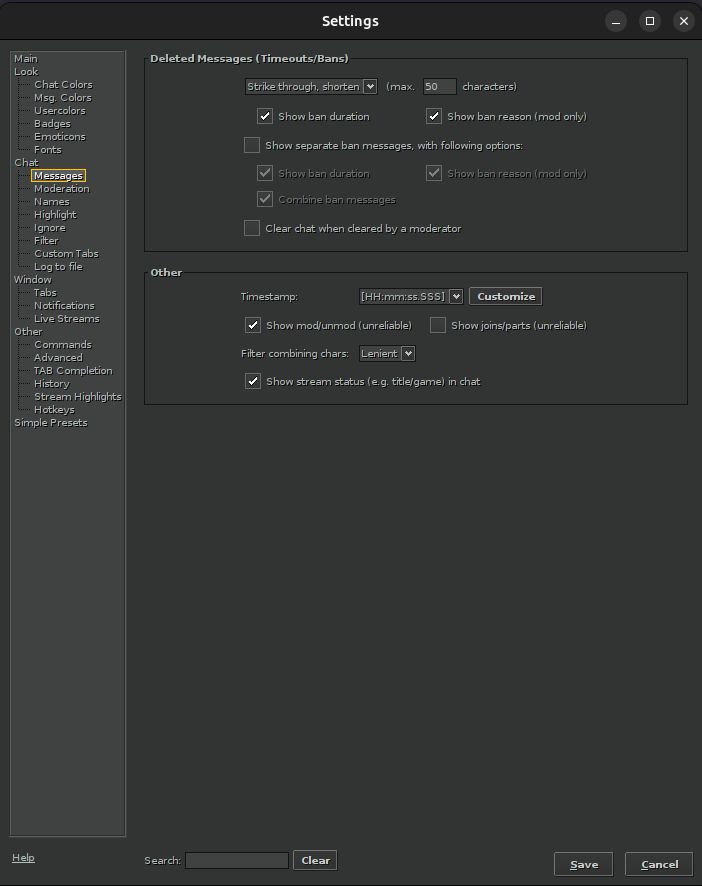 Settings
Main
Look
Chat Colors
Msg. Colors
Usercolors
Badges
Emoticons
Fonts
Chat
Messages
Moderation
Names
Highlight
Ignore
Filter
Custom Tabs
Log to file
Window
Tabs
Notifications
Live Streams
Other
Commands
Advanced
TAB Completion
History
Stream Highlights
Hotkeys
Simple Presets
Deleted Messages (Timeouts/Bans)
Strike through, shorten (max. 50 characters)
Show ban duration Show ban reason (mod only)
Show separate ban messages, with following options:
Show ban duration Show ban reason (mod only)
Combine ban messages
Clear chat when cleared by a moderator
Other
Timestamp: [HH:mm:ss.SSS] Customize
Show mod/unmod (unreliable) Show joins/parts (unreliable)
Filter combining chars: Lenient
Show stream status (e.g. title/game) in chat
Help
Search: Clear
Save Cancel